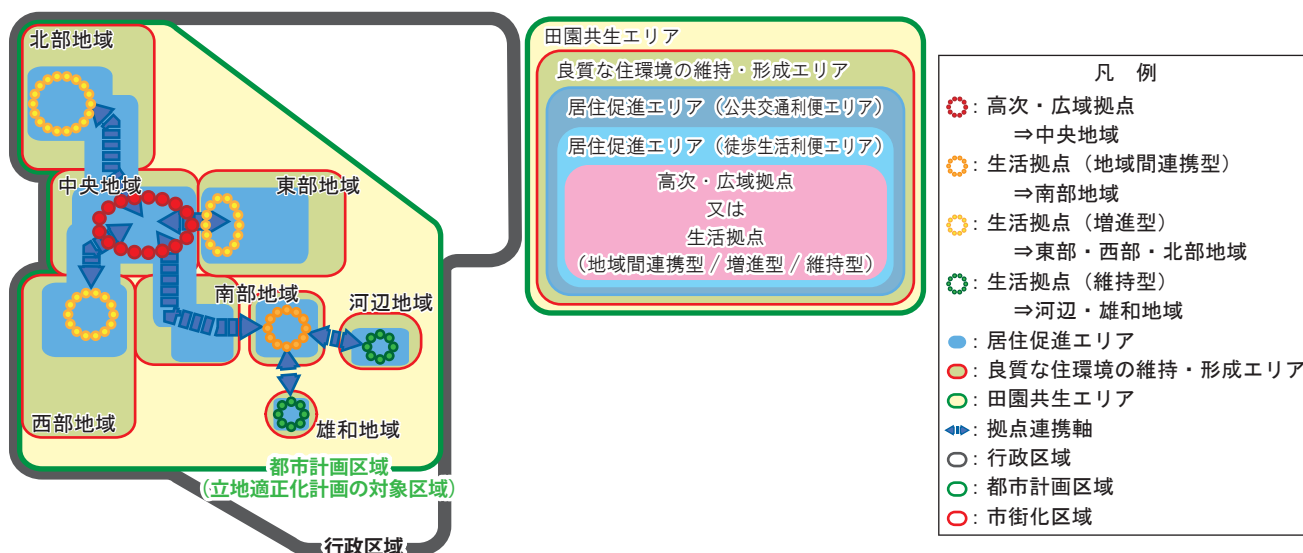 北部地域
中央地域
東部地域
南部地域
河辺地域
西部地域
雄和地域
都市計画区域
(立地適正化計画の対象区域)
行政区域
田園共生エリア
良質な住環境の維持・形成エリア
居住促進エリア(公共交通利便エリア)
居住促進エリア(徒歩生活利便エリア)
高次・広域拠点
又は
生活拠点
(地域間連携型/増進型/維持型)
凡 例
:高次・広域拠点
⇒中央地域
:生活拠点(地域間連携型)
⇒南部地域
:生活拠点(増進型)
⇒東部・西部・北部地域
:生活拠点(維持型)
⇒河辺・雄和地域
:居住促進エリア
:良質な住環境の維持・形成エリア
:田園共生エリア
:拠点連携軸
:行政区域
:都市計画区域
:市街化区域